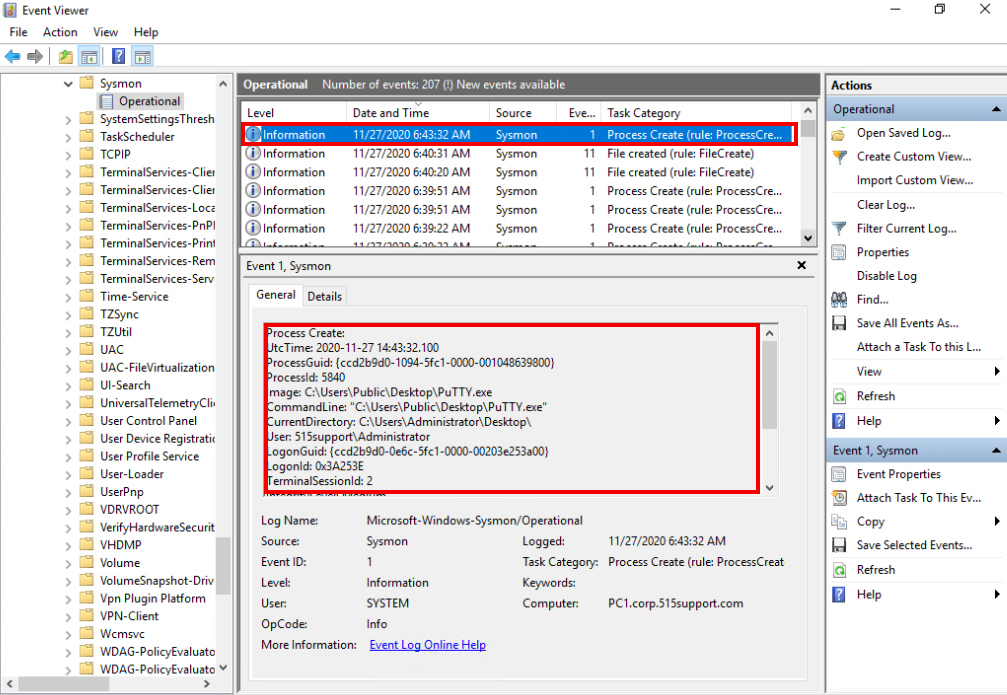 Event Viewer
File Action View Help
Sysmon
Operational
SystemSettingsThresh
TaskScheduler
TCPIP
TerminalServices-Clier
TerminalServices-Clier
TerminalServices-Loca
TerminalServices-PnPl
TerminalServices-Print
TerminalServices-Rem
TerminalServices-Serv
Time-Service
TZSync
TZUtil
UAC
UAC-FileVirtualization
UI-Search
UniversalTelemetryClie
User Control Panel
User Device Registratic
User Profile Service
User-Loader
UserPnp
VDRVROOT
VerifyHardwareSecurit
VHDMP
Volume
VolumeSnapshot-Driv
Vpn Plugin Platform
VPN-Client
Wcmsvc
WDAG-PolicyEvaluato
WDAG-PolicyEvaluato
Operational Number of events: 207 (!) New events available
Level Date and Time Source Eve... Task Category
Information 11/27/2020 6:43:32 AM Sysmon 1 Process Create (rule: ProcessCre...
Information 11/27/2020 6:40:31 AM Sysmon 11 File created (rule: FileCreate)
Information 11/27/2020 6:40:20 AM Sysmon 11 File created (rule: FileCreate)
Information 11/27/2020 6:39:51 AM Sysmon 1 Process Create (rule: ProcessCre...
Information 11/27/2020 6:39:51 AM Sysmon 1 Process Create (rule: ProcessCre...
Information 11/27/2020 6:39:22 AM Sysmon 1 Process Create (rule: ProcessCre...
Event 1, Sysmon
General Details
Process Create:
UtcTime: 2020-11-27 14:43:32.100
ProcessGuid: {ccd2b9d0-1094-5fc1-0000-001048639800}
ProcessId: 5840
Image: C:\Users\Public\Desktop\PuTTY.exe
CommandLine: "C:\Users\Public\Desktop\PuTTY.exe"
CurrentDirectory: C:\Users\Administrator\Desktop\
User: 515support\Administrator
LogonGuid: {ccd2b9d0-0e6c-5fc1-0000-00203e253a00}
LogonId: 0x3A253E
TerminalSessionId: 2
Log Name: Microsoft-Windows-Sysmon/Operational
Source: Sysmon Logged: 11/27/2020 6:43:32 AM
Event ID: 1 Task Category: Process Create (rule: ProcessCreat
Level: Information Keywords:
User: SYSTEM Computer: PC1.corp.515support.com
OpCode: Info
More Information: Event Log Online Help
Actions
Operational
Open Saved Log...
Create Custom View...
Import Custom View...
Clear Log...
Filter Current Log...
Properties
Disable Log
Find...
Save All Events As...
Attach a Task To this L...
View
Refresh
Help
Event 1, Sysmon
Event Properties
Attach Task To This Ev...
Copy
Save Selected Events...
Refresh
Help